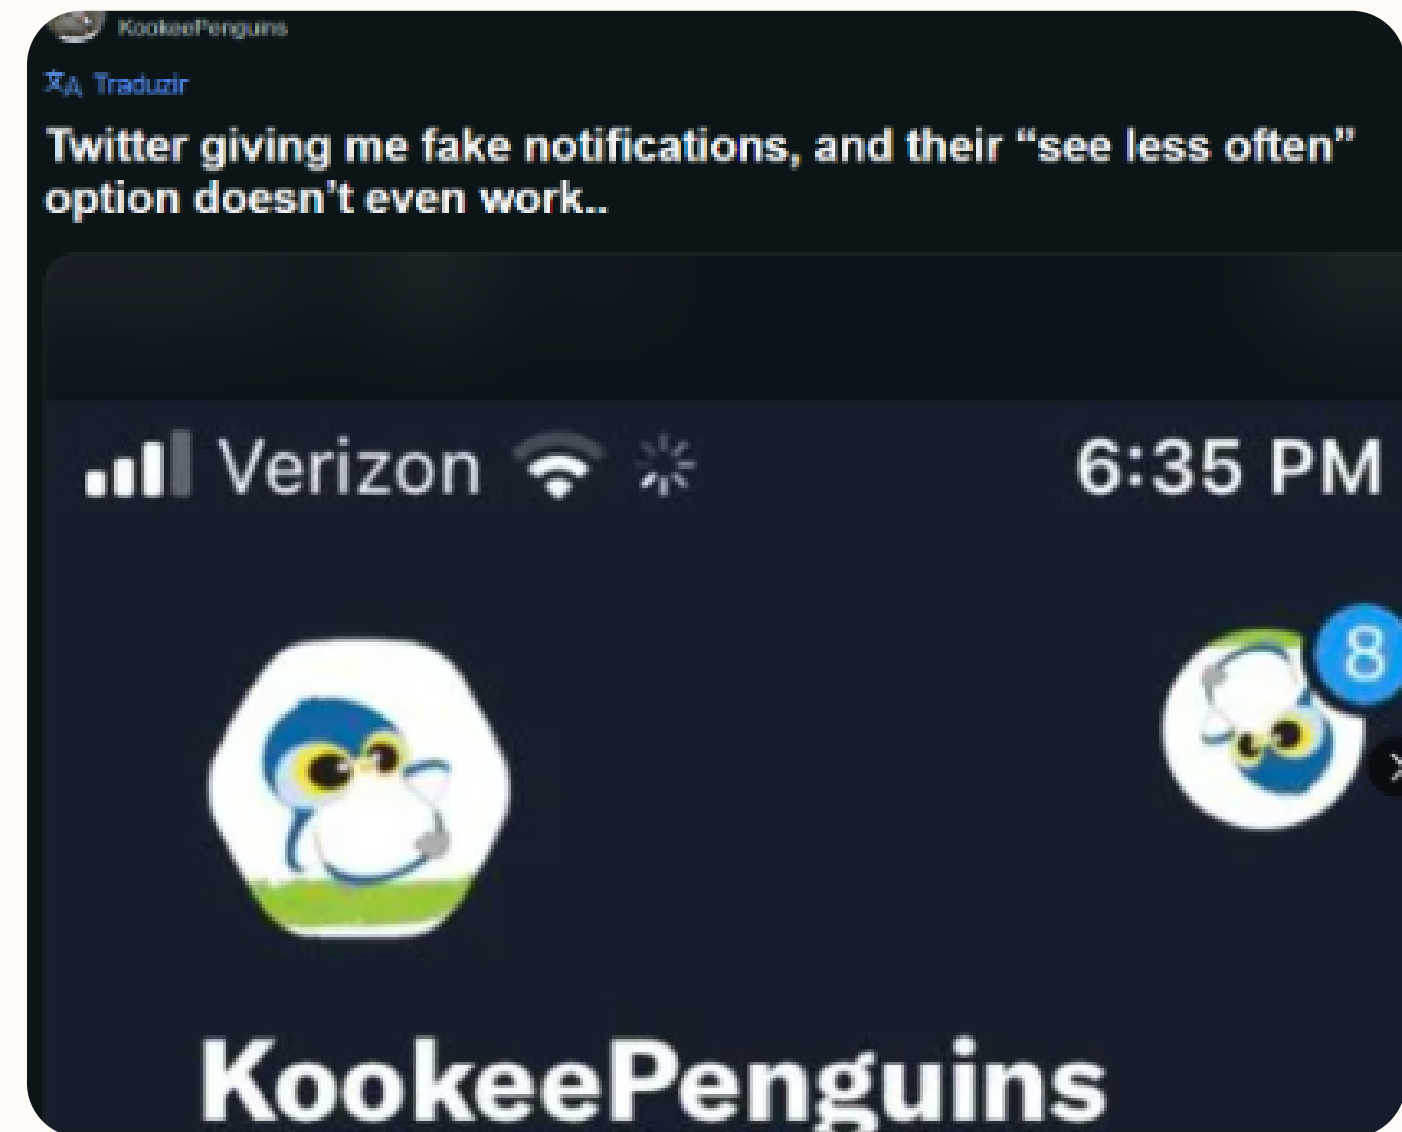 KookeePenguins
Traduzir
Twitter giving me fake notifications, and their “see less often”
option doesn’t even work..
Verizon
6:35 PM
8
KookeePenguins